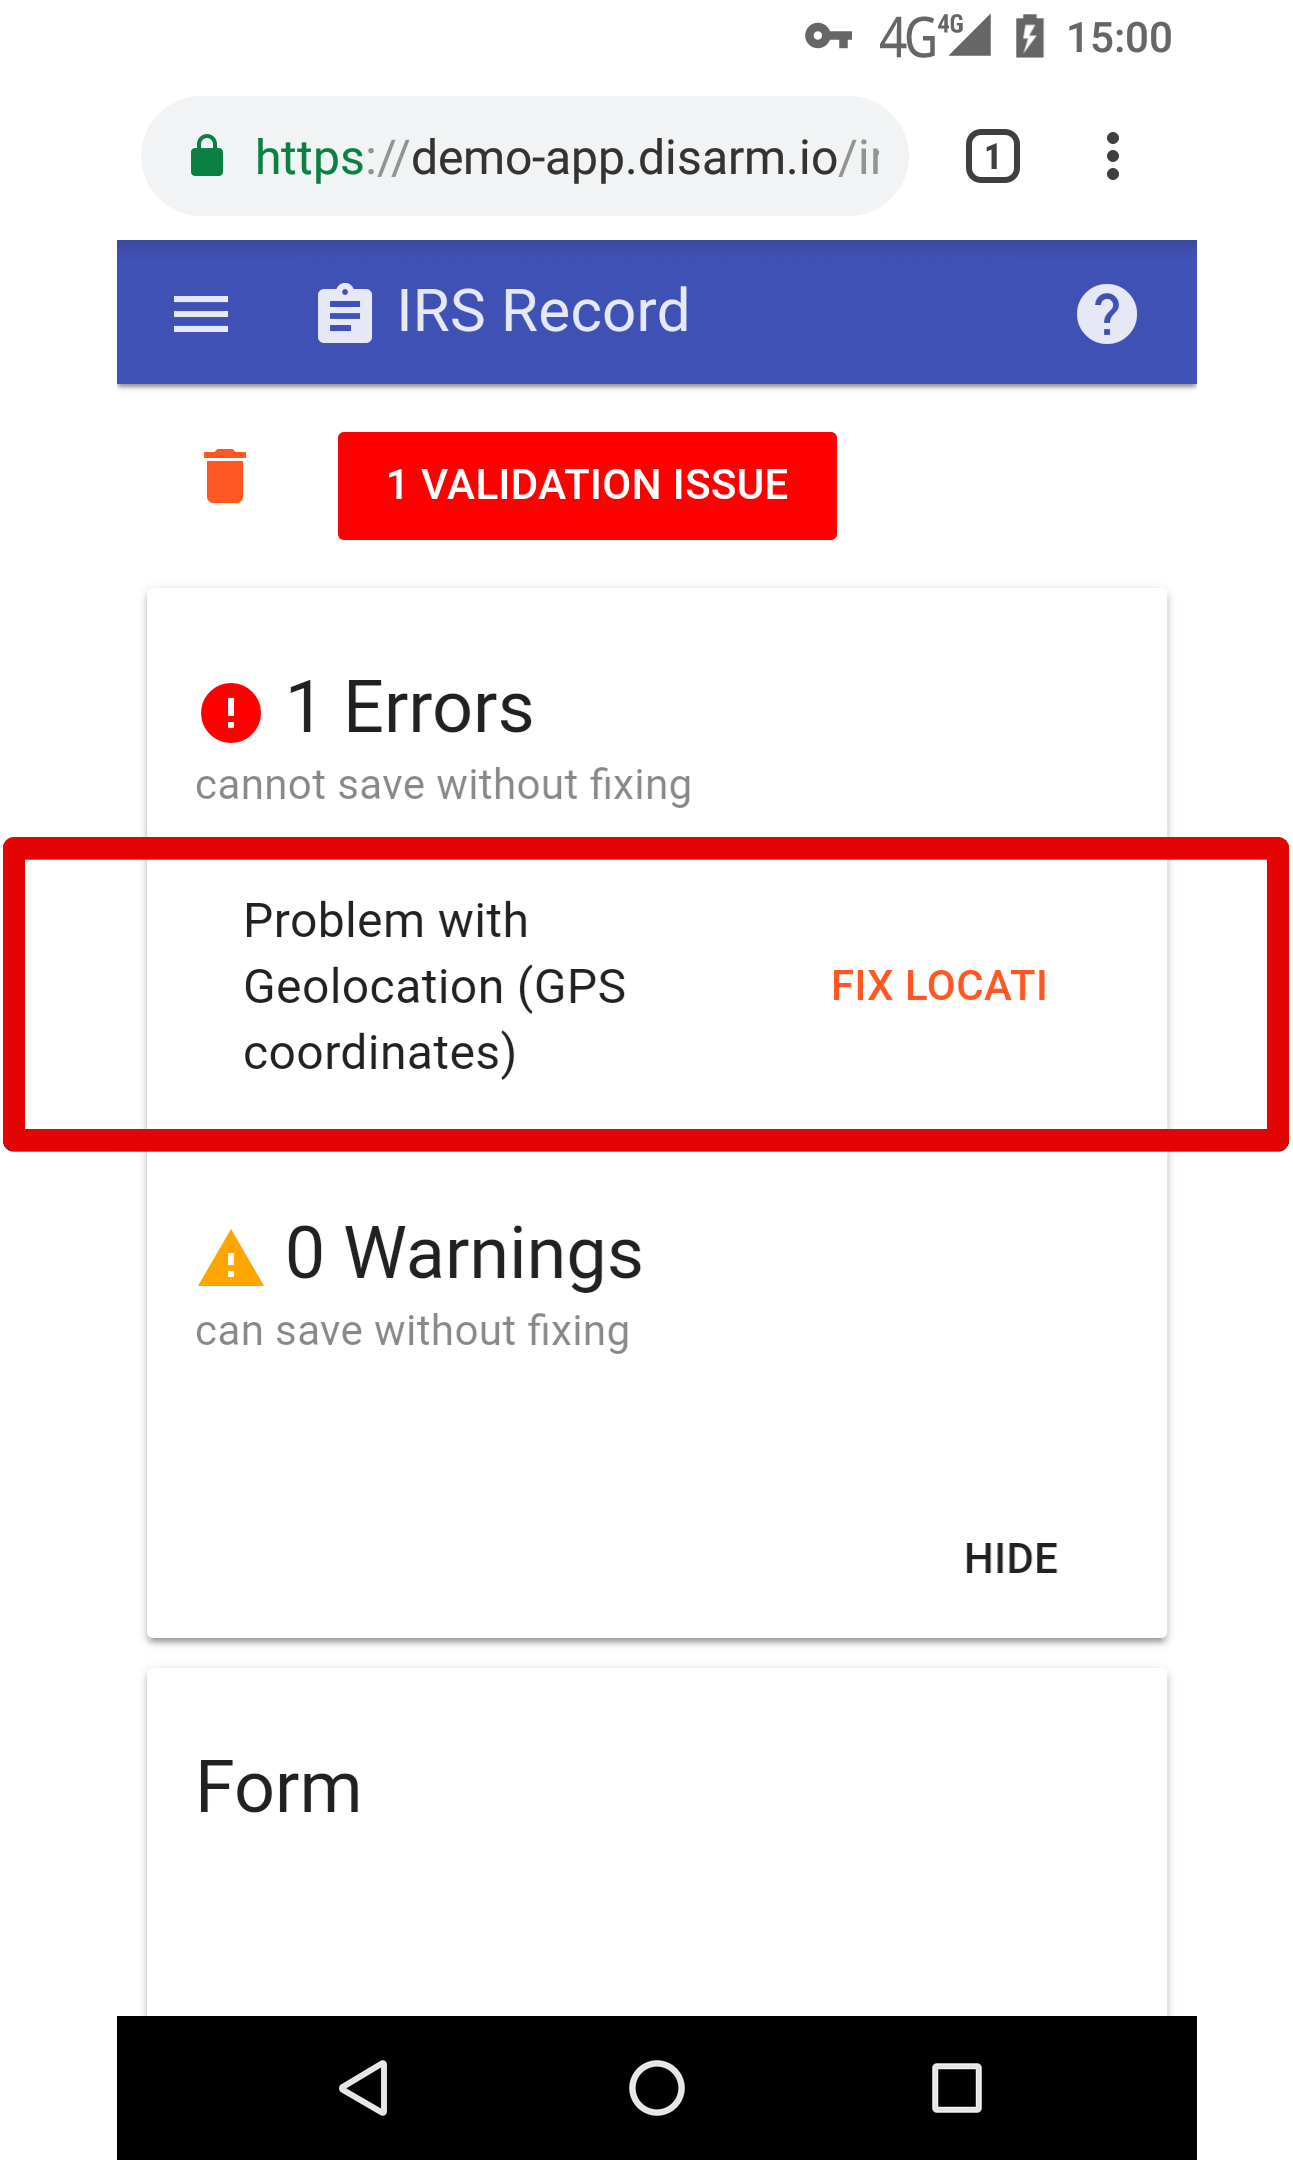 4G 4G 15:00
https://demo-app.disarm.io/ir 1
IRS Record ?
1 VALIDATION ISSUE
1 Errors
cannot save without fixing
Problem with
Geolocation (GPS
coordinates)
FIX LOCATI
0 Warnings
can save without fixing
HIDE
Form